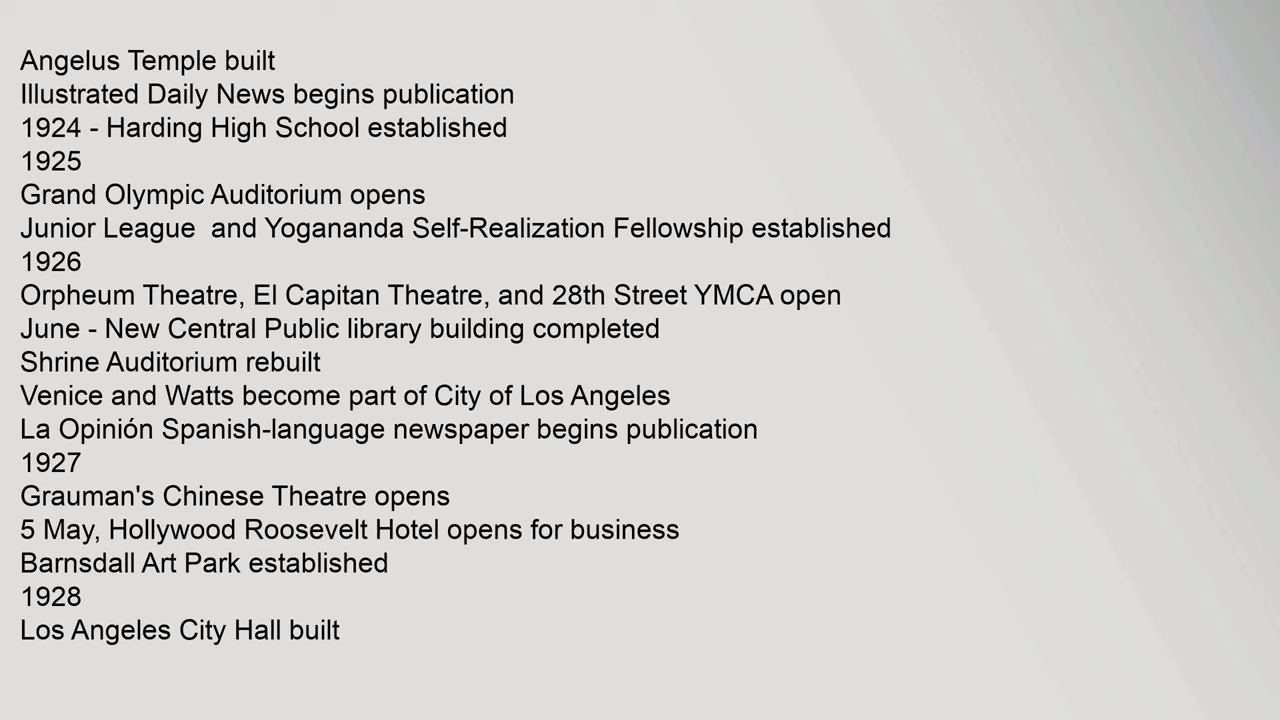 Angelus Temple built
Illustrated Daily News begins publication
1924 - Harding High School established
1925
Grand Olympic Auditorium opens
Junior League  and Yogananda Self-Realization Fellowship established
1926
Orpheum Theatre, El Capitan Theatre, and 28th Street YMCA open
June - New Central Public library building completed
Shrine Auditorium rebuilt
Venice and Watts become part of City of Los Angeles
La Opinión Spanish-language newspaper begins publication
1927
Grauman's Chinese Theatre opens
5 May, Hollywood Roosevelt Hotel opens for business
Barnsdall Art Park established
1928
Los Angeles City Hall built